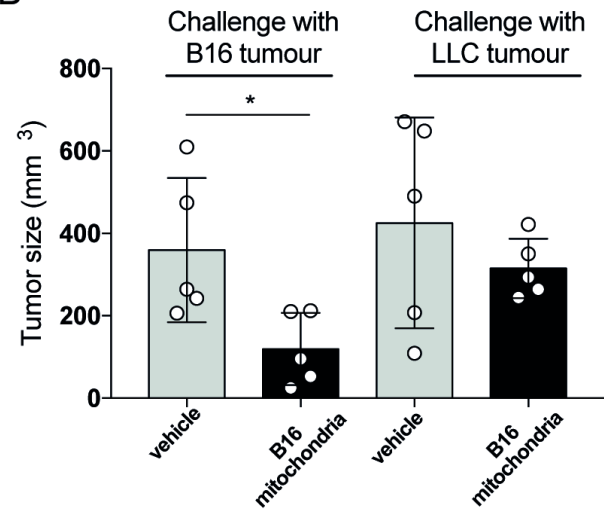 Challenge with
B16 tumour
Challenge with
LLC tumour
*
Tumor size (mm 3)
800
600
400
200
0
vehicle
B16
mitochondria
vehicle
B16
mitochondria